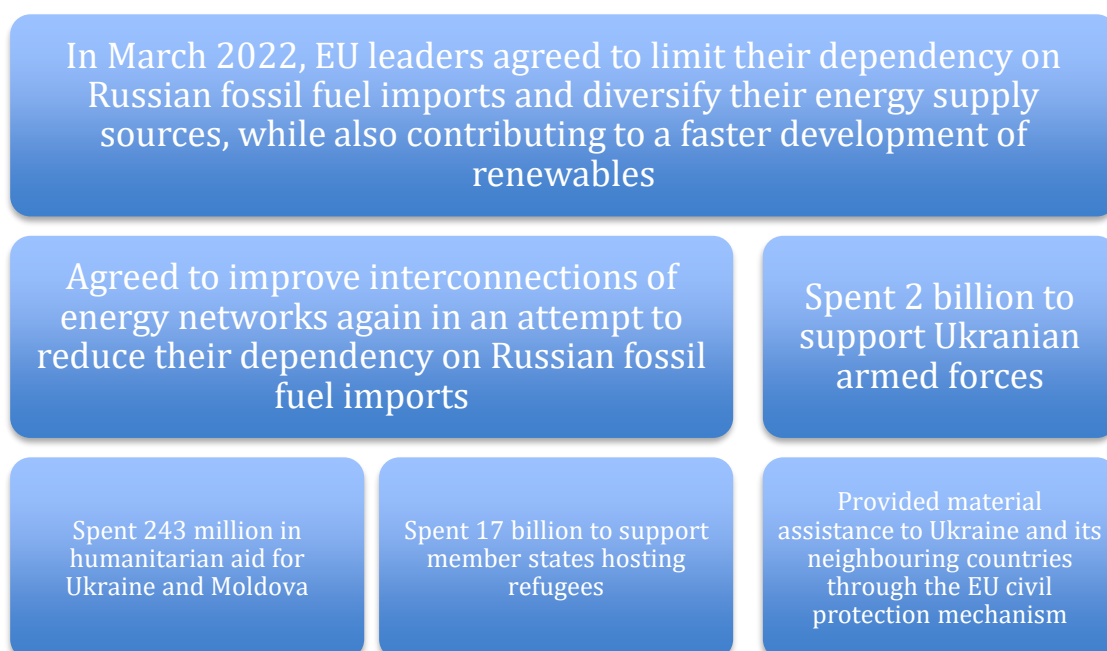 In March 2022, EU leaders agreed to limit their dependency on
Russian fossil fuel imports and diversify their energy supply
sources, while also contributing to a faster development of
renewables
Agreed to improve interconnections of
energy networks again in an attempt to
reduce their dependency on Russian fossil
fuel imports
Spent 2 billion to
support Ukranian
armed forces
Spent 243 million in
humanitarian aid for
Ukraine and Moldova
Spent 17 billion to support
member states hosting
refugees
Provided material
assistance to Ukraine and its
neighbouring countries
through the EU civil
protection mechanism